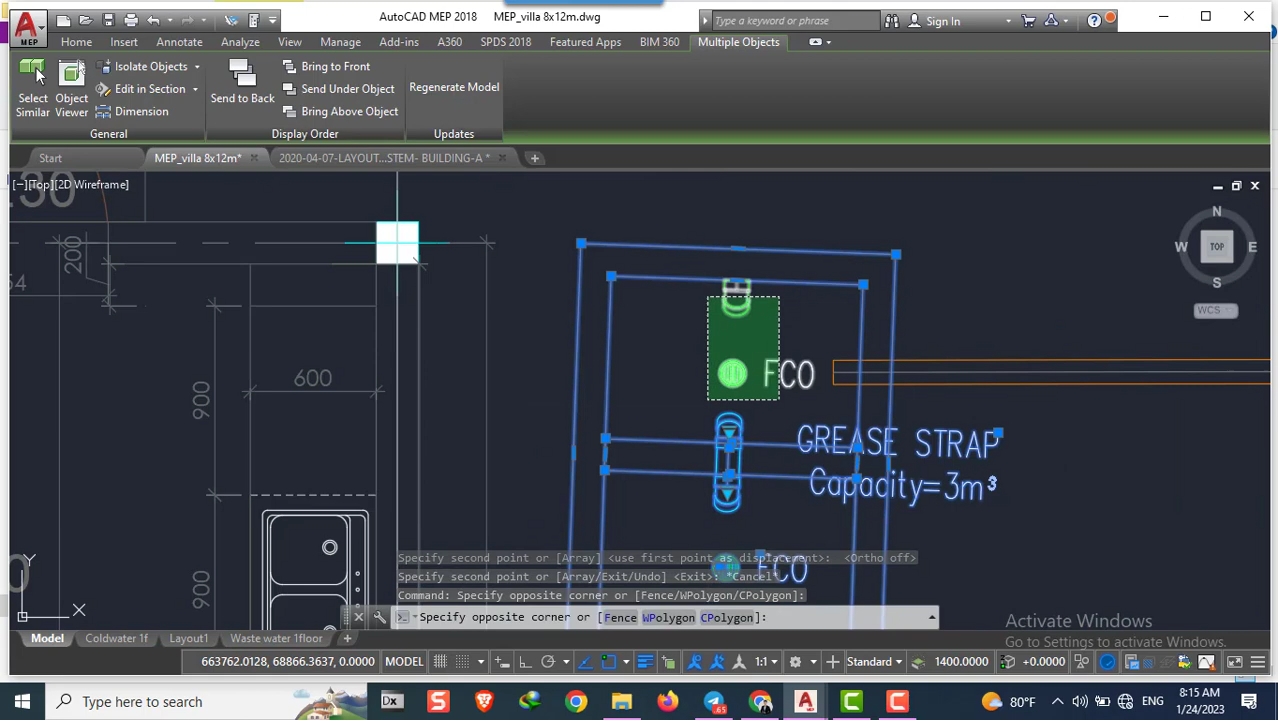 AutoCAD MEP 2018 MEP_villa 8x12m.dwg Type a keyword or phrase Sign In
MEP Home Insert Annotate Analyze View Manage Add-ins A360 SPDS 2018 Featured Apps BIM 360 Multiple Objects
Isolate Objects Bring to Front
Edit in Section Send Under Object
Select Similar Object Viewer Dimension Send to Back Bring Above Object Regenerate Model
General Display Order Updates
Start MEP_villa 8x12m* 2020-04-07-LAYOUT...STEM- BUILDING-A *
[−][Top][2D Wireframe]
N
W TOP E
S
WCS
200
54
600
900
FCO
GREASE STRAP
Capacity=3m³
FCO
900
Y
X
Specify second point or [Array] <use first point as displacement>: <Ortho off>
Specify second point or [Array/Exit/Undo] <Exit>: *Cancel*
Command: Specify opposite corner or [Fence/WPolygon/CPolygon]:
Specify opposite corner or [Fence WPolygon CPolygon]:
Activate Windows
Go to Settings to activate Windows.
Model Coldwater 1f Layout1 Waste water 1floor
663762.0128, 68866.3637, 0.0000 MODEL 1:1 Standard 1400.0000 +0.0000
Type here to search Dx 80°F ENG 8:15 AM
1/24/2023